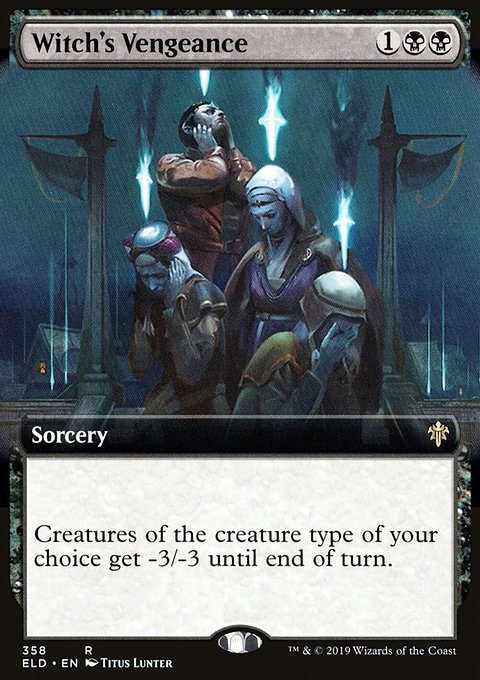 Witch's Vengeance 1
Sorcery
Creatures of the creature type of your
choice get -3/-3 until end of turn.
358 R
ELD • EN Titus Lunter
™ & © 2019 Wizards of the Coast